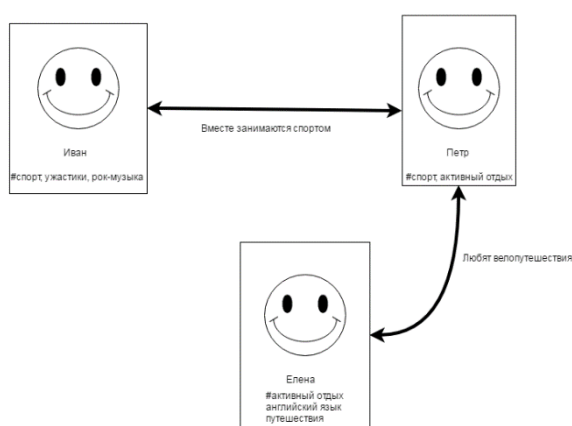 Вместе занимаются спортом
Иван
Петр
#спорт, ужастики, рок-музыка
#спорт, активный отдых
Любят велопутешествия
Елена
#активный отдых
английский язык
путешествия